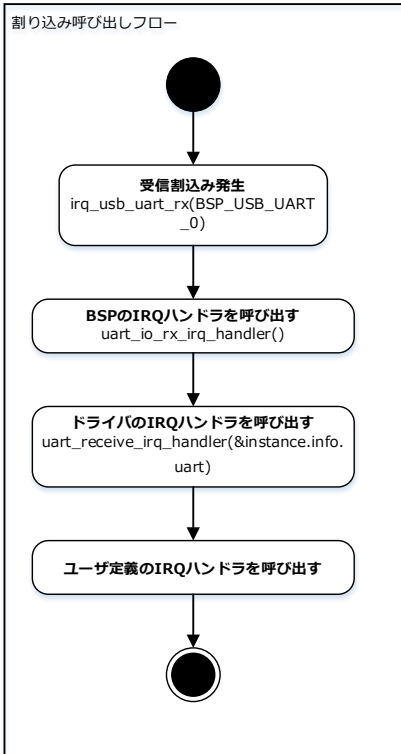 割り込み呼び出しフロー
受信割込み発生
irq_usb_uart_rx(BSP_USB_UART
_0)
BSPのIRQハンドラを呼び出す
uart_io_rx_irq_handler()
ドライバのIRQハンドラを呼び出す
uart_receive_irq_handler(&instance.info.
uart)
ユーザ定義のIRQハンドラを呼び出す